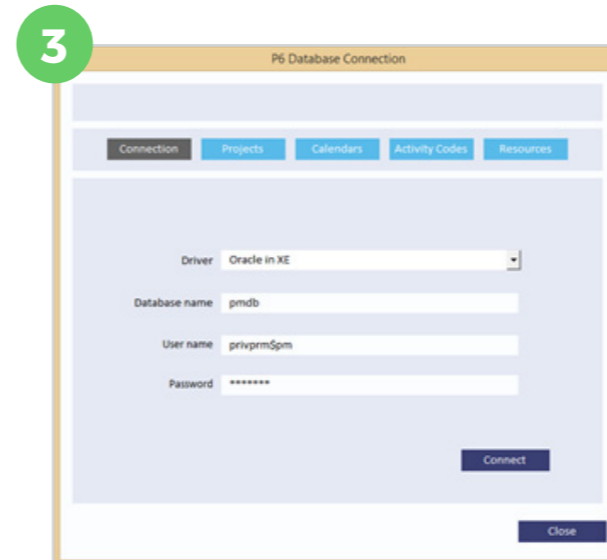 3
P6 Database Connection
Connection Projects Calendars Activity Codes Resources
Driver Oracle in XE
Database name pmdb
User name privprm$pm
Password *******
Connect
Close